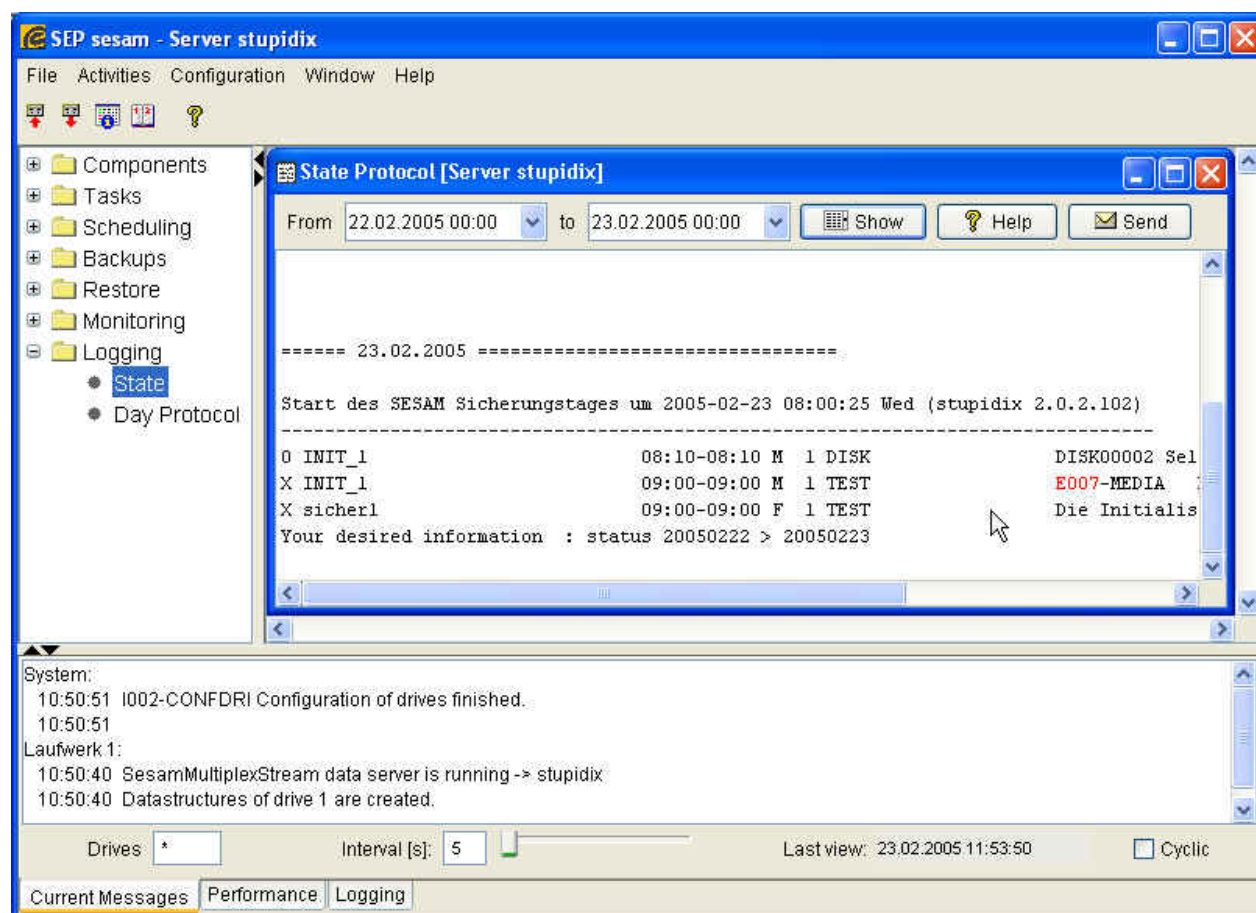 SEP sesam - Server stupidix
File Activities Configuration Window Help
Components
Tasks
Scheduling
Backups
Restore
Monitoring
Logging
State
Day Protocol
State Protocol [Server stupidix]
From 22.02.2005 00:00 to 23.02.2005 00:00 Show Help Send
====== 23.02.2005 =================================
Start des SESAM Sicherungstages um 2005-02-23 08:00:25 Wed (stupidix 2.0.2.102)
--------------------------------------------------------------------------------
0 INIT_1 08:10-08:10 M 1 DISK DISK00002 Sel
X INIT_1 09:00-09:00 M 1 TEST E007-MEDIA
X sicher1 09:00-09:00 F 1 TEST Die Initialis
Your desired information : status 20050222 > 20050223
System:
10:50:51 I002-CONFDRI Configuration of drives finished.
10:50:51
Laufwerk 1:
10:50:40 SesamMultiplexStream data server is running -> stupidix
10:50:40 Datastructures of drive 1 are created.
Drives * Interval [s]: 5 Last view: 23.02.2005 11:53:50 Cyclic
Current Messages Performance Logging